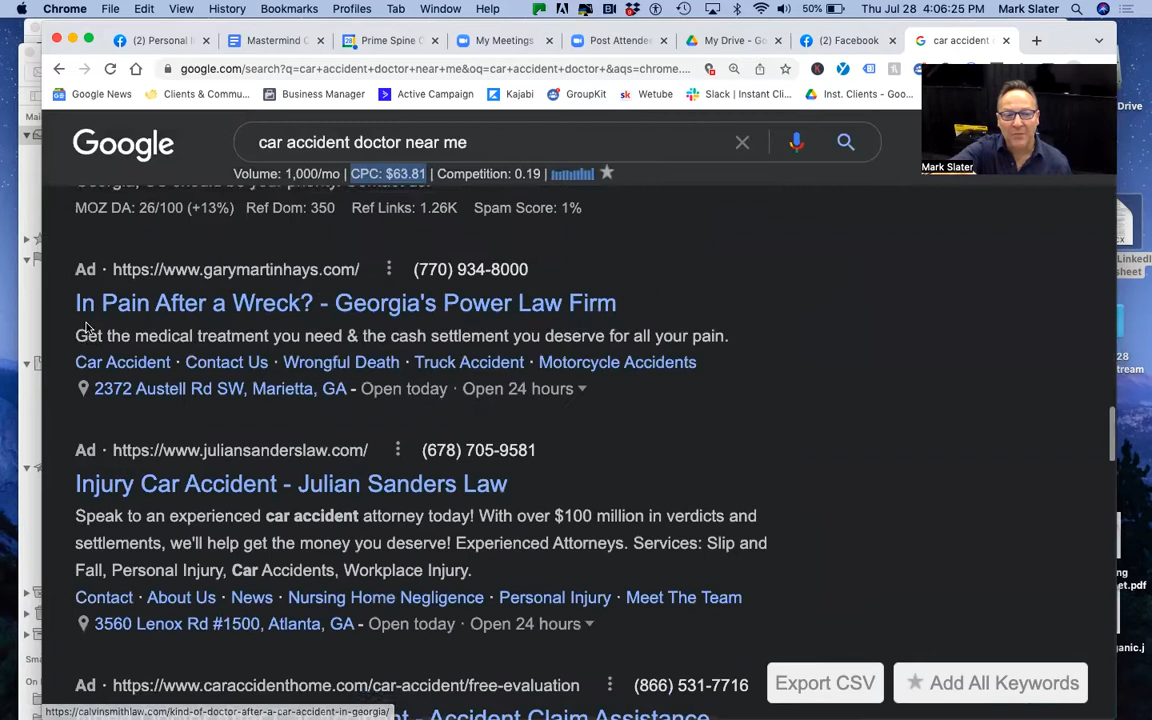 Chrome File Edit View History Bookmarks Profiles Tab Window Help 50% Thu Jul 28 4:06:25 PM Mark Slater
(2) Personal I Mastermind C Prime Spine C My Meetings Post Attende My Drive - Go (2) Facebook car accident
google.com/search?q=car+accident+doctor+near+me&oq=car+accident+doctor+&aqs=chrome....
Google News Clients & Commu... Business Manager Active Campaign Kajabi GroupKit Wetube Slack | Instant Cli... Inst. Clients - Goo...
Google
car accident doctor near me
Mark Slater
Volume: 1,000/mo | CPC: $63.81 | Competition: 0.19 |
MOZ DA: 26/100 (+13%) Ref Dom: 350 Ref Links: 1.26K Spam Score: 1%
Ad · https://www.garymartinhays.com/ (770) 934-8000
In Pain After a Wreck? - Georgia's Power Law Firm
Get the medical treatment you need & the cash settlement you deserve for all your pain.
Car Accident · Contact Us · Wrongful Death · Truck Accident · Motorcycle Accidents
2372 Austell Rd SW, Marietta, GA - Open today · Open 24 hours
Ad · https://www.juliansanderslaw.com/ (678) 705-9581
Injury Car Accident - Julian Sanders Law
Speak to an experienced car accident attorney today! With over $100 million in verdicts and
settlements, we'll help get the money you deserve! Experienced Attorneys. Services: Slip and
Fall, Personal Injury, Car Accidents, Workplace Injury.
Contact · About Us · News · Nursing Home Negligence · Personal Injury · Meet The Team
3560 Lenox Rd #1500, Atlanta, GA - Open today · Open 24 hours
Ad · https://www.caraccidenthome.com/car-accident/free-evaluation (866) 531-7716
Export CSV
Add All Keywords
- Accident Claim Assistance
https://calvinsmithlaw.com/kind-of-doctor-after-a-car-accident-in-georgia/